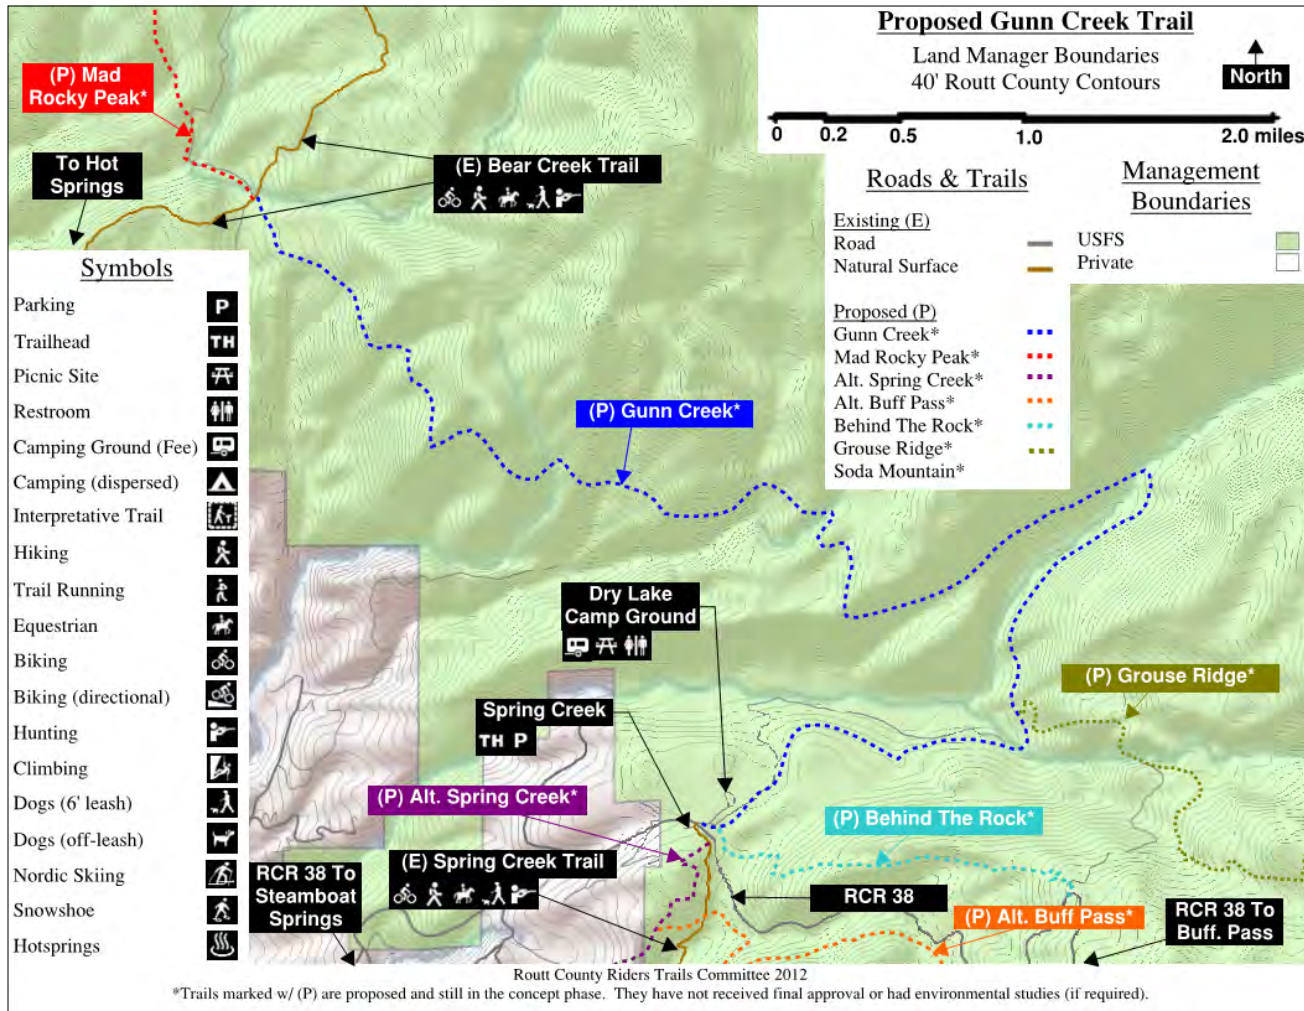 Proposed Gunn Creek Trail
Land Manager Boundaries
40' Routt County Contours
North
0 0.2 0.5 1.0 2.0 miles
Roads & Trails
Existing (E)
Road
Natural Surface
Proposed (P)
Gunn Creek*
Mad Rocky Peak*
Alt. Spring Creek*
Alt. Buff Pass*
Behind The Rock*
Grouse Ridge*
Soda Mountain*
Management
Boundaries
USFS
Private
(P) Mad
Rocky Peak*
To Hot
Springs
(E) Bear Creek Trail
Symbols
Parking
P
Trailhead
TH
Picnic Site
Restroom
Camping Ground (Fee)
Camping (dispersed)
Interpretative Trail
Hiking
Trail Running
Equestrian
Biking
Biking (directional)
Hunting
Climbing
Dogs (6' leash)
Dogs (off-leash)
Nordic Skiing
Snowshoe
Hotsprings
(P) Gunn Creek*
Dry Lake
Camp Ground
Spring Creek
TH P
(P) Grouse Ridge*
(P) Alt. Spring Creek*
(P) Behind The Rock*
(E) Spring Creek Trail
RCR 38 To
Steamboat
Springs
RCR 38
(P) Alt. Buff Pass*
RCR 38 To
Buff. Pass
Routt County Riders Trails Committee 2012
*Trails marked w/ (P) are proposed and still in the concept phase. They have not received final approval or had environmental studies (if required).